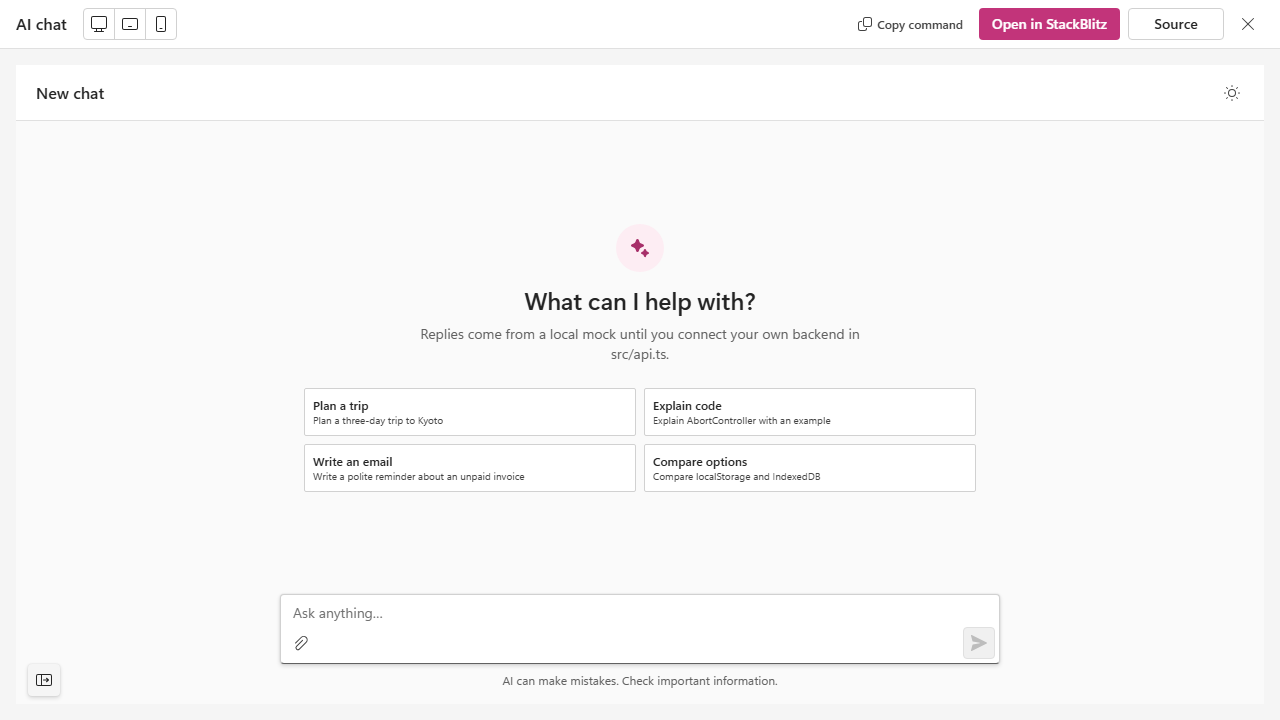 AI chat
Copy command
Open in StackBlitz
Source
New chat
What can I help with?
Replies come from a local mock until you connect your own backend in
src/api.ts.
Plan a trip
Plan a three-day trip to Kyoto
Explain code
Explain AbortController with an example
Write an email
Write a polite reminder about an unpaid invoice
Compare options
Compare localStorage and IndexedDB
Ask anything...
AI can make mistakes. Check important information.